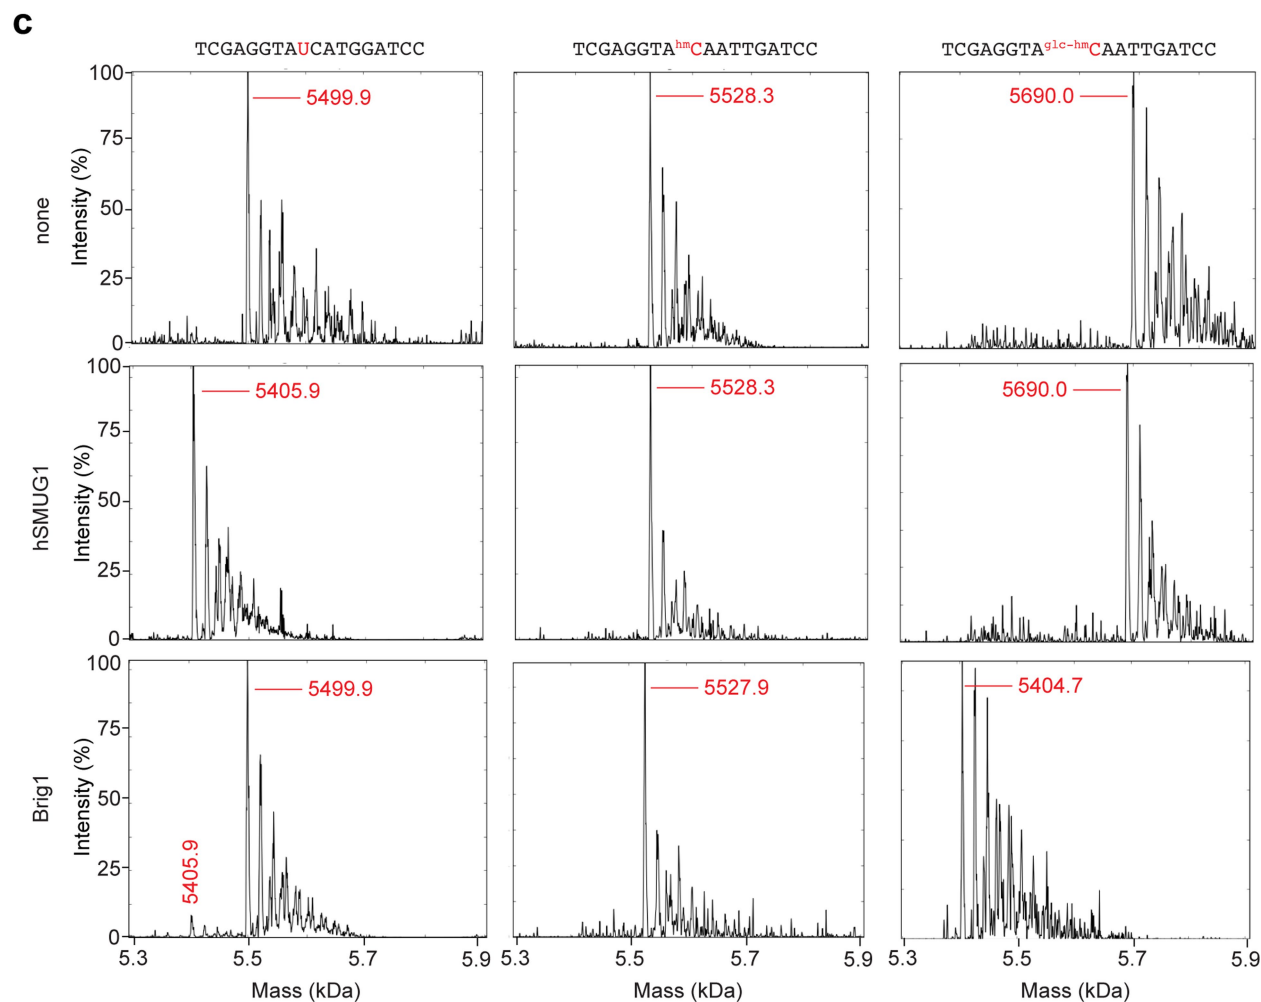 c
TCGAGGTAUCATGGATCC
TCGAGGTAhmCAATTGATCC
TCGAGGTAglc-hmCAATTGATCC
none
Intensity (%)
100
75
50
25
0
5499.9
5528.3
5690.0
hSMUG1
Intensity (%)
100
75
50
25
0
5405.9
5528.3
5690.0
Brig1
Intensity (%)
100
75
50
25
0
5405.9
5499.9
5527.9
5404.7
5.3 5.5 5.7 5.9
5.3 5.5 5.7 5.9
5.3 5.5 5.7 5.9
Mass (kDa)
Mass (kDa)
Mass (kDa)